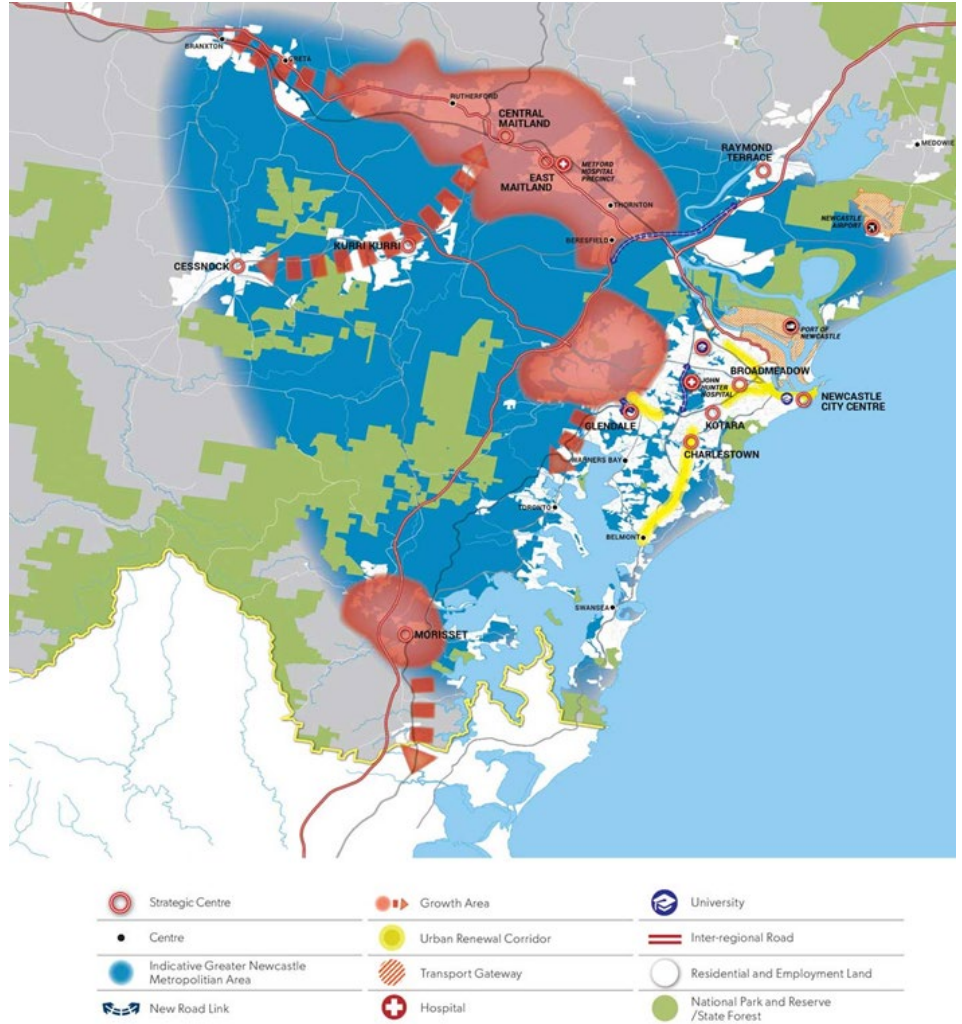 BRANXTON
GRETA
RUTHERFORD
CENTRAL
MAITLAND
EAST
MAITLAND
METFORD
HOSPITAL
PRECINCT
RAYMOND
TERRACE
MEDOWIE
THORNTON
NEWCASTLE
AIRPORT
BERESFIELD
KURRI KURRI
CESSNOCK
PORT OF
NEWCASTLE
JOHN
HUNTER
HOSPITAL
BROADMEADOW
NEWCASTLE
CITY CENTRE
GLENDALE
KOTARA
CHARLESTOWN
WARNERS BAY
TORONTO
BELMONT
SWANSEA
MORISSET
Strategic Centre
Growth Area
University
Centre
Urban Renewal Corridor
Inter-regional Road
Indicative Greater Newcastle
Metropolitian Area
Transport Gateway
Residential and Employment Land
New Road Link
Hospital
National Park and Reserve
/State Forest